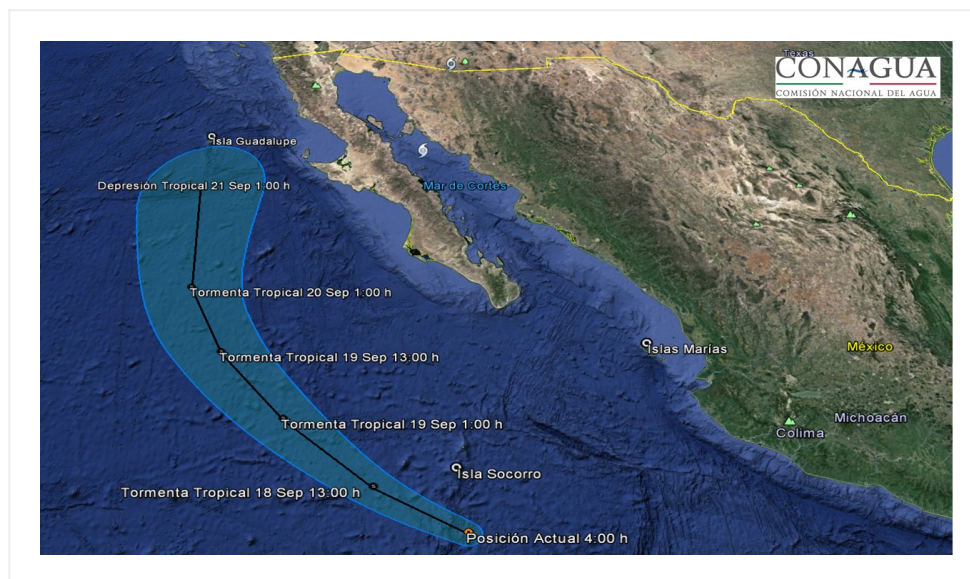 Texas
CONAGUA
COMISIÓN NACIONAL DEL AGUA
Isla Guadalupe
Depresión Tropical 21 Sep 1:00 h
Mar de Cortés
Tormenta Tropical 20 Sep 1:00 h
Islas Marías
México
Tormenta Tropical 19 Sep 13:00 h
Michoacán
Tormenta Tropical 19 Sep 1:00 h
Colima
Isla Socorro
Tormenta Tropical 18 Sep 13:00 h
Posición Actual 4:00 h